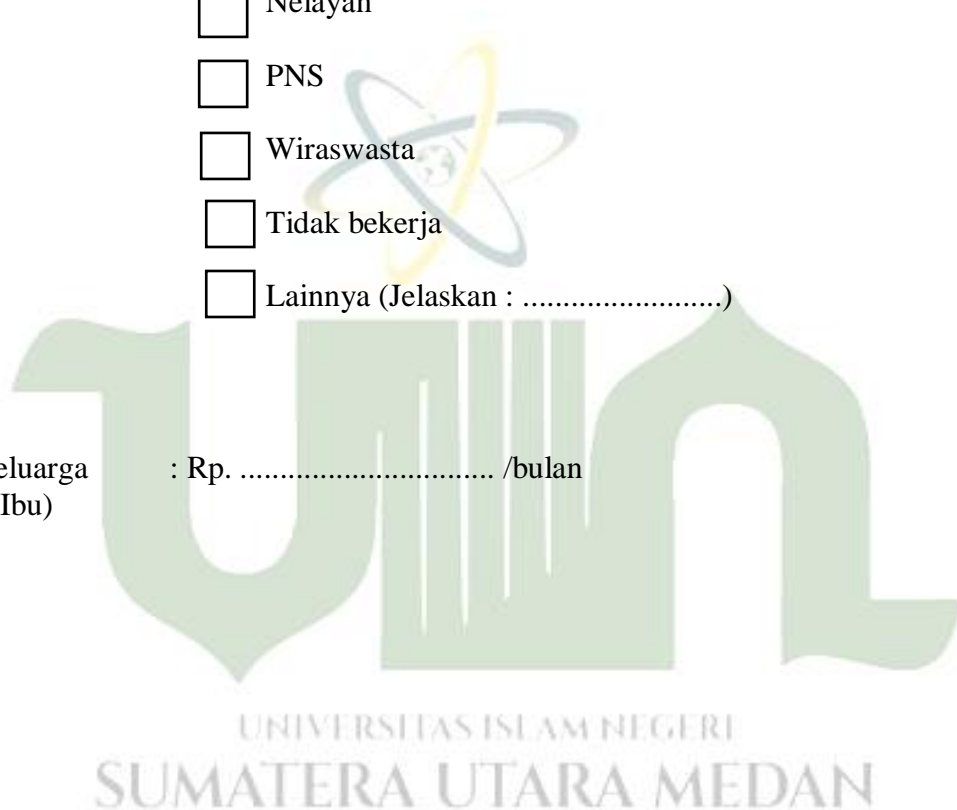 Nelayan
PNS
Wiraswasta
Tidak bekerja
Lainnya (Jelaskan : .........................)
eluarga : Rp. ................................ /bulan
Ibu)
UNIVERSITAS ISLAM NEGERI
SUMATERA UTARA MEDAN